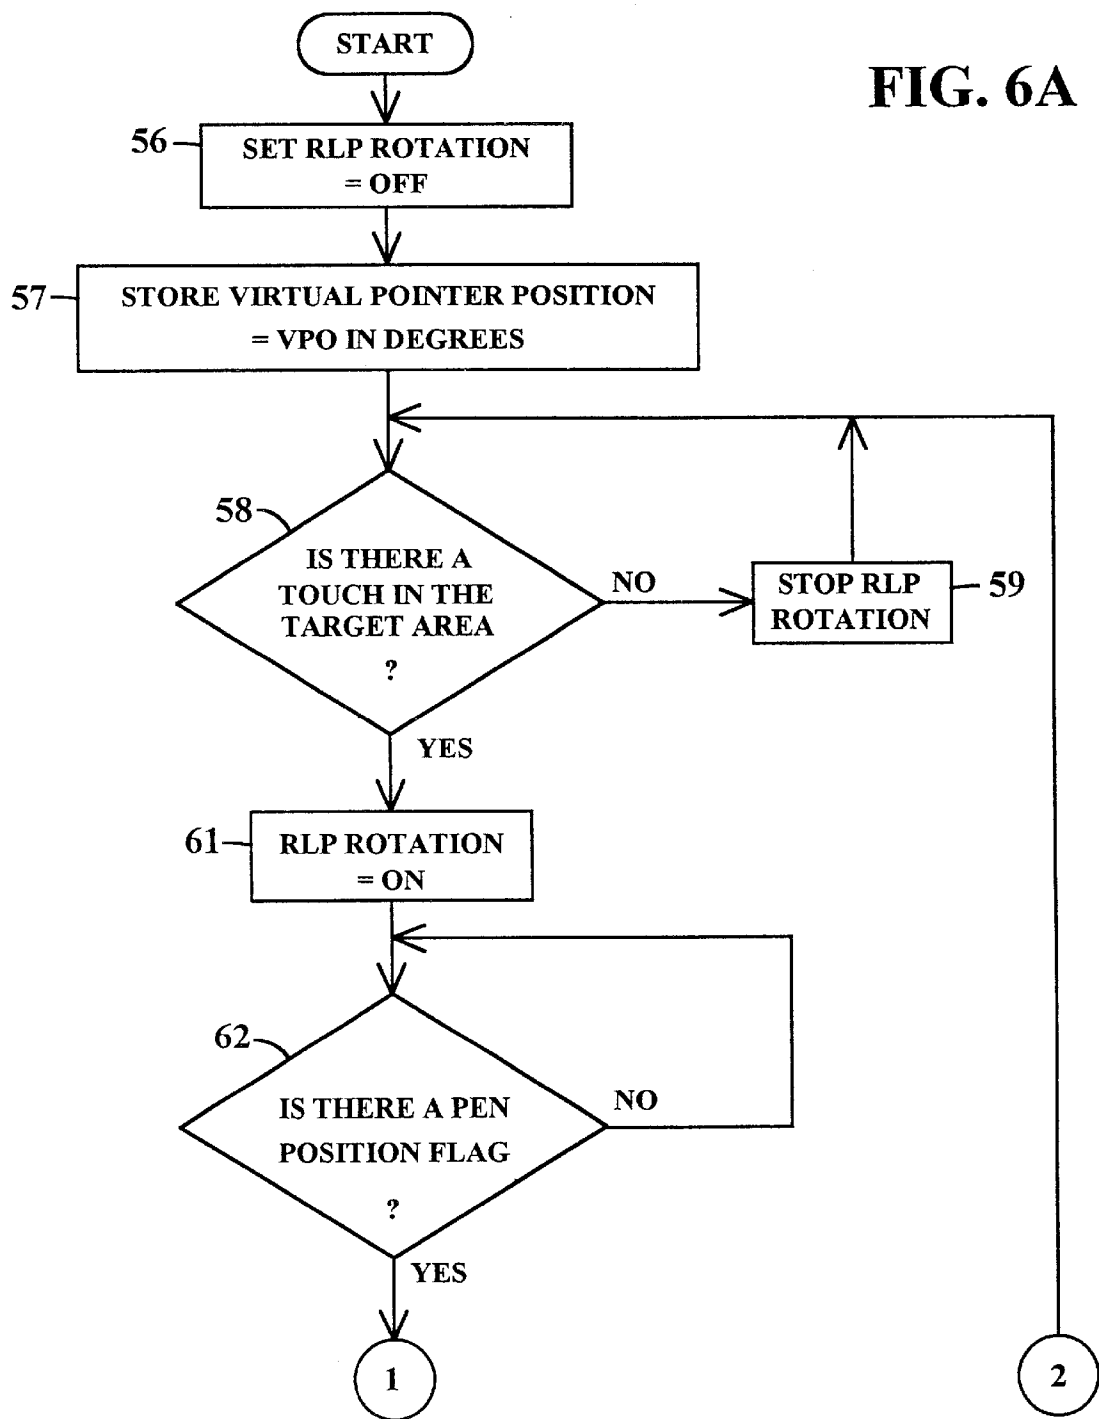 START
FIG. 6A
56
SET RLP ROTATION
= OFF
57
STORE VIRTUAL POINTER POSITION
= VPO IN DEGREES
58
IS THERE A
TOUCH IN THE
TARGET AREA
?
NO
STOP RLP
ROTATION
59
YES
61
RLP ROTATION
= ON
62
IS THERE A PEN
POSITION FLAG
?
NO
YES
1
2